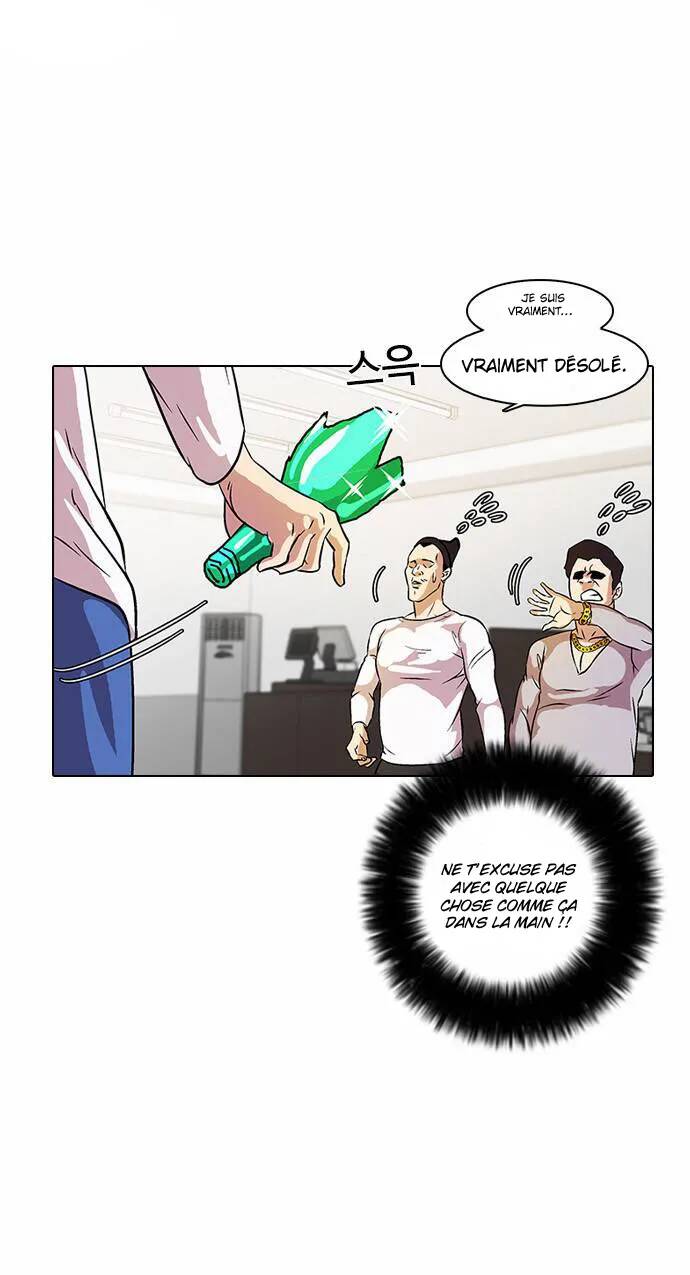 JE SUIS
VRAIMENT...
VRAIMENT DÉSOLÉ.
스윽
NE T'EXCUSE PAS
AVEC QUELQUE
CHOSE COMME ÇA
DANS LA MAIN !!